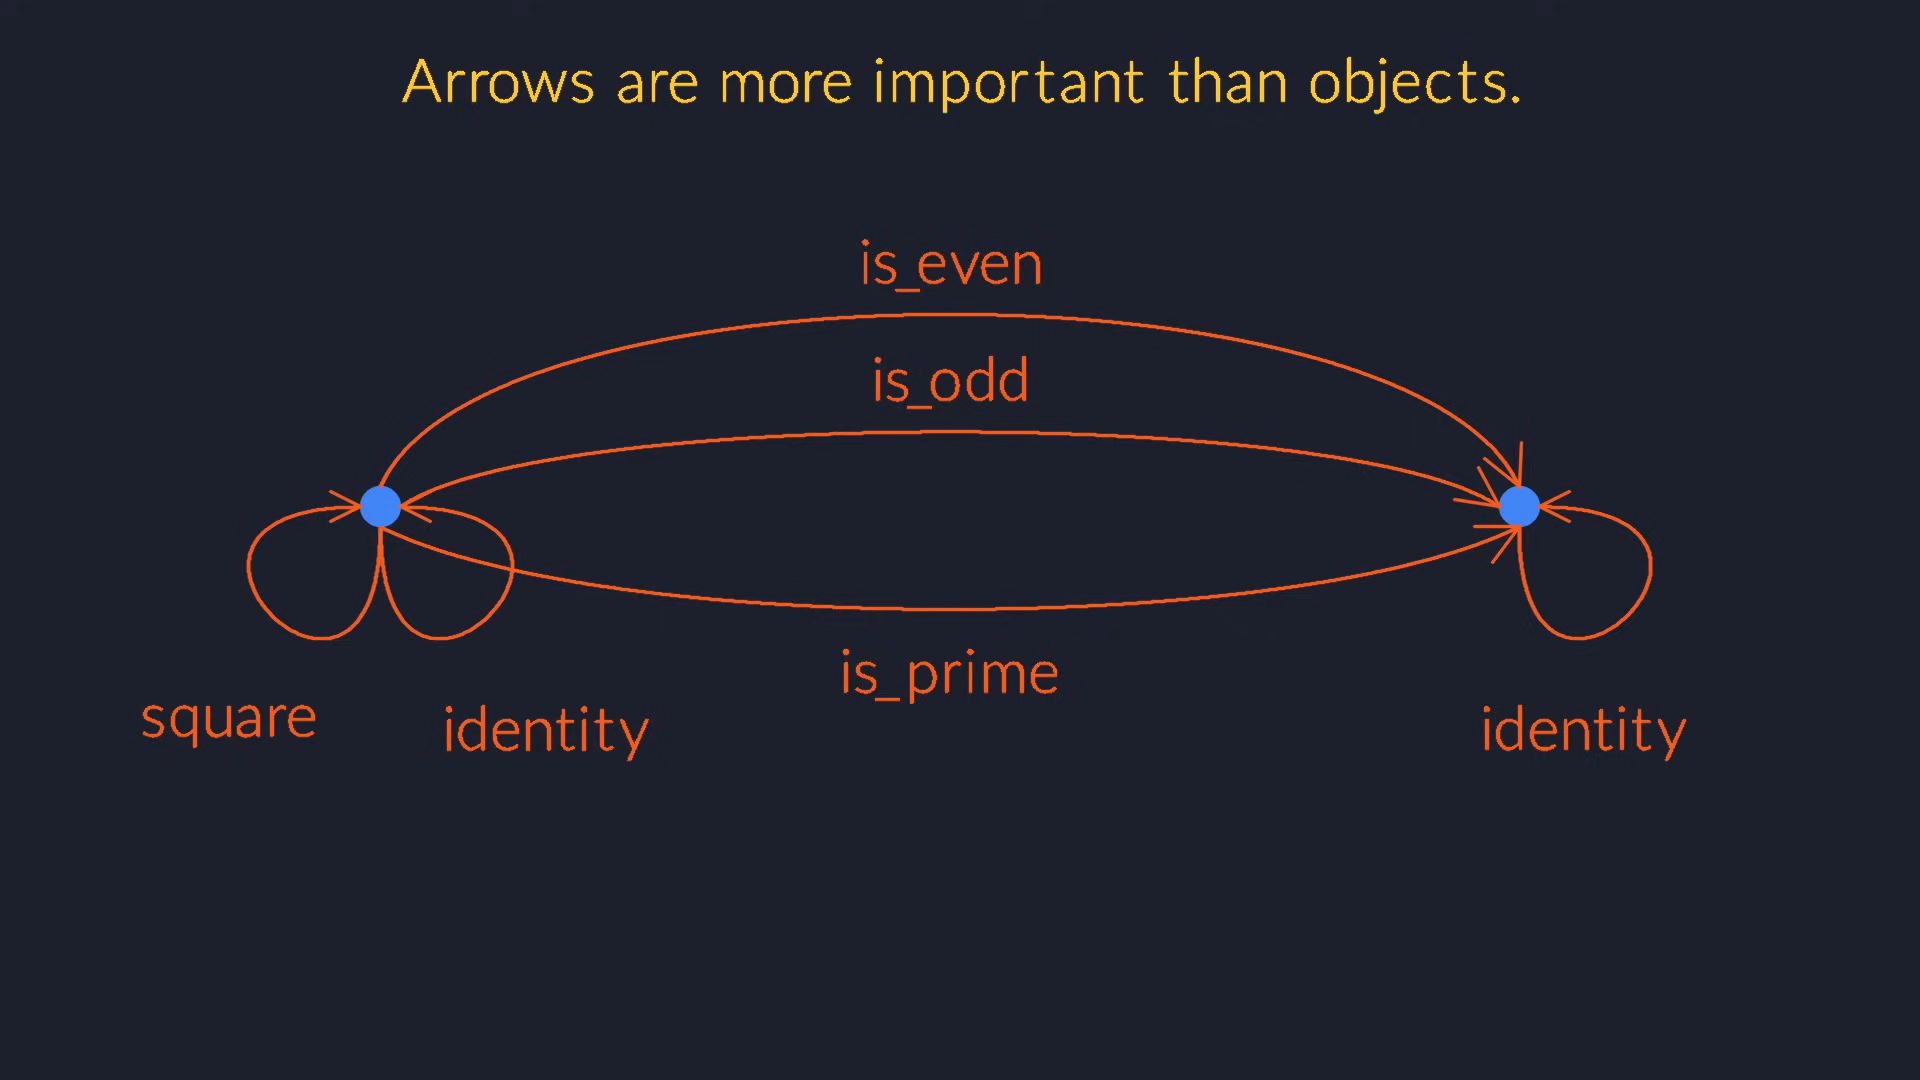 Arrows are more important than objects.
is_even
is_odd
is_prime
square
identity
identity